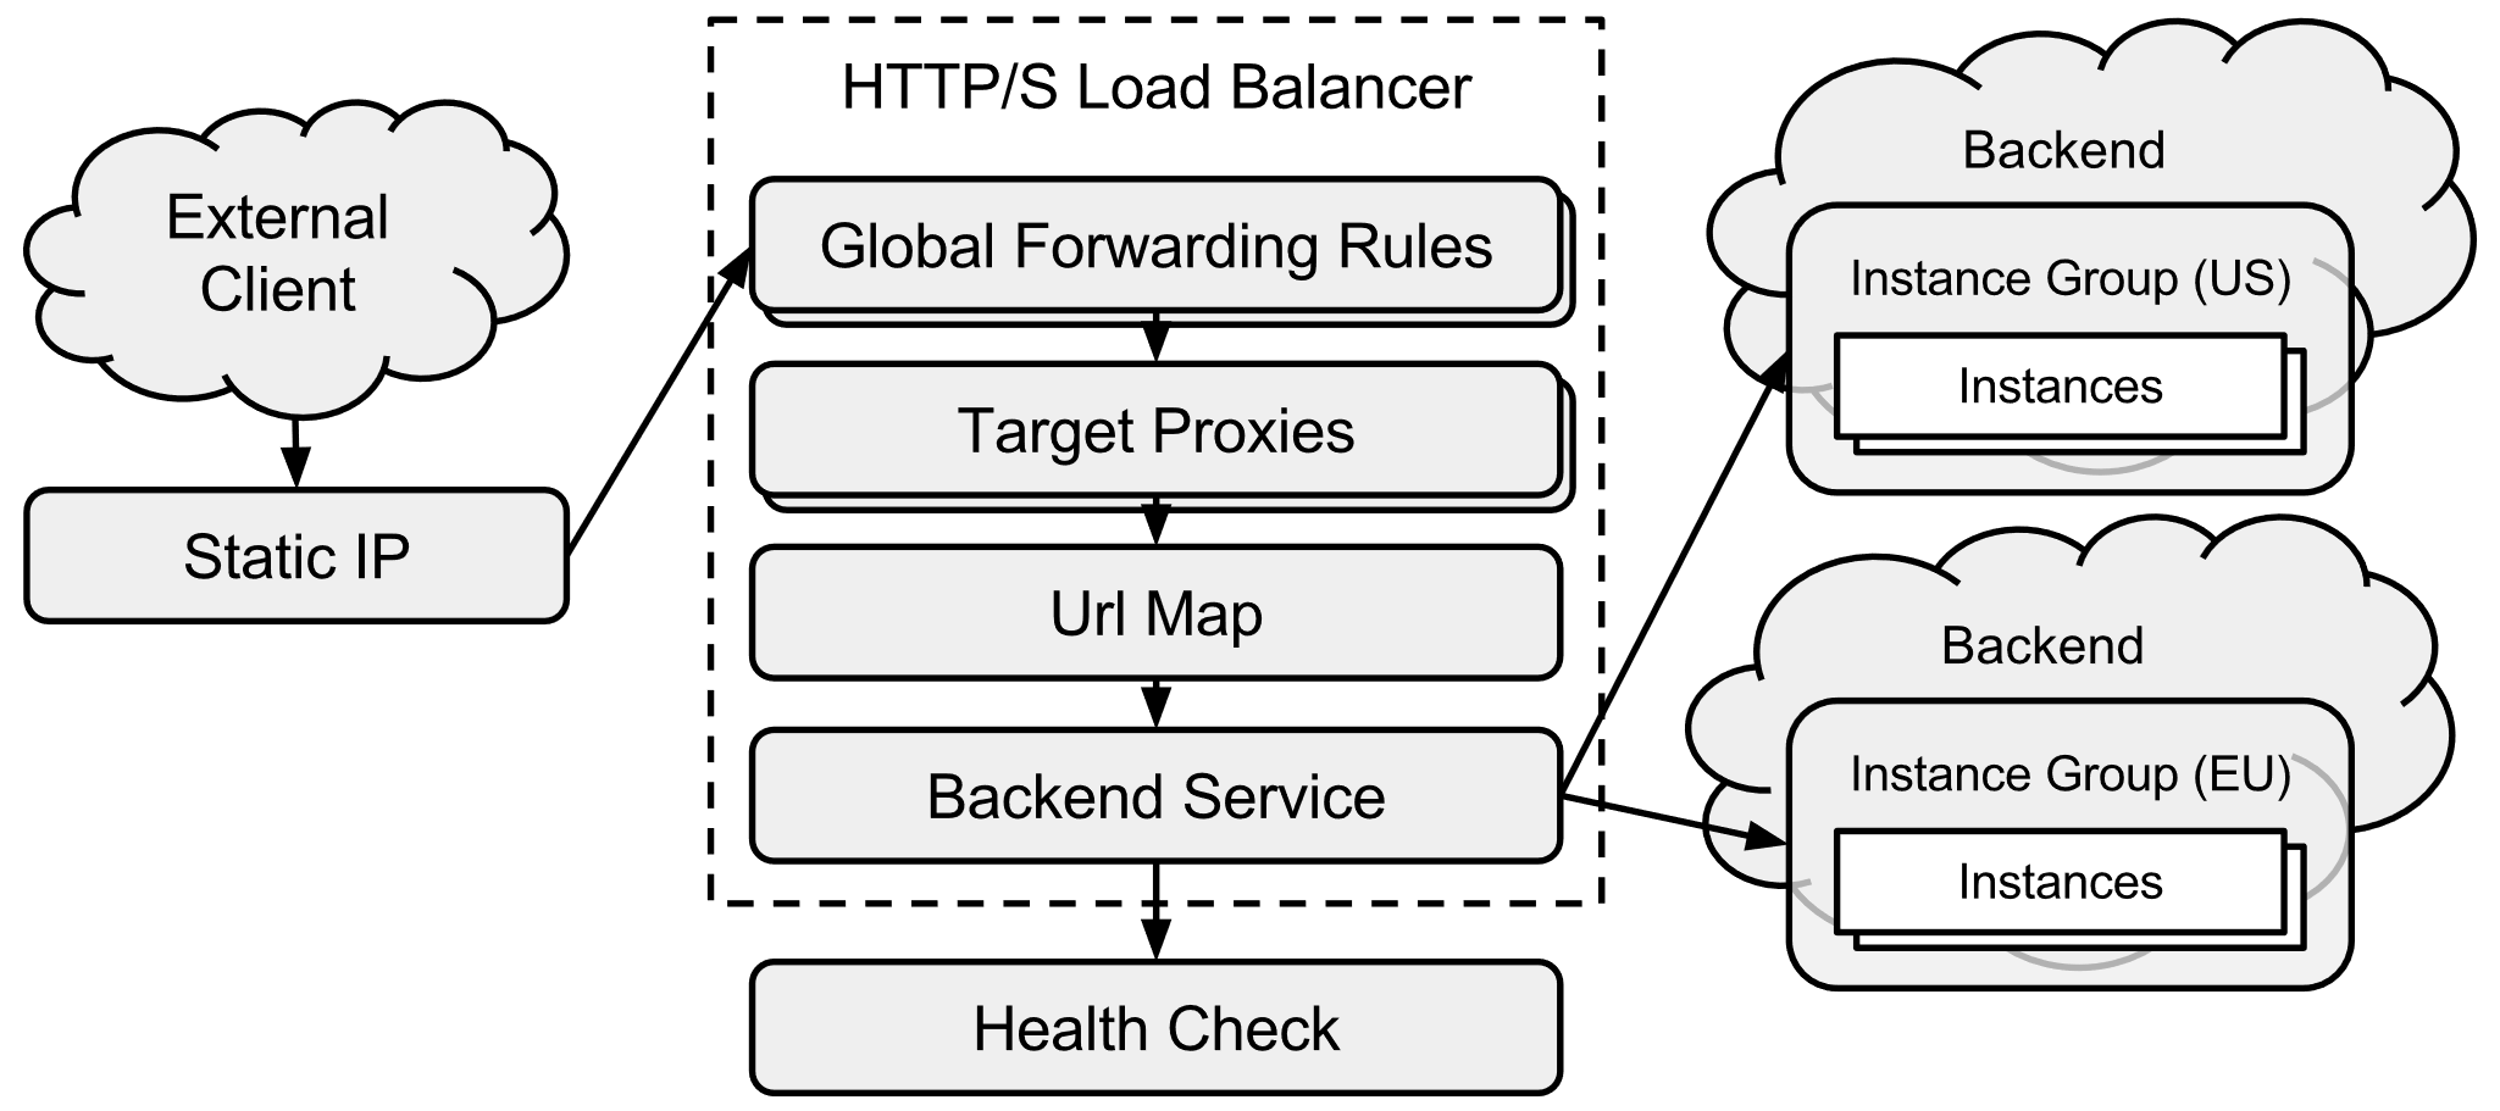 External
Client
Static IP
HTTP/S Load Balancer
Global Forwarding Rules
Target Proxies
Url Map
Backend Service
Health Check
Backend
Instance Group (US)
Instances
Backend
Instance Group (EU)
Instances